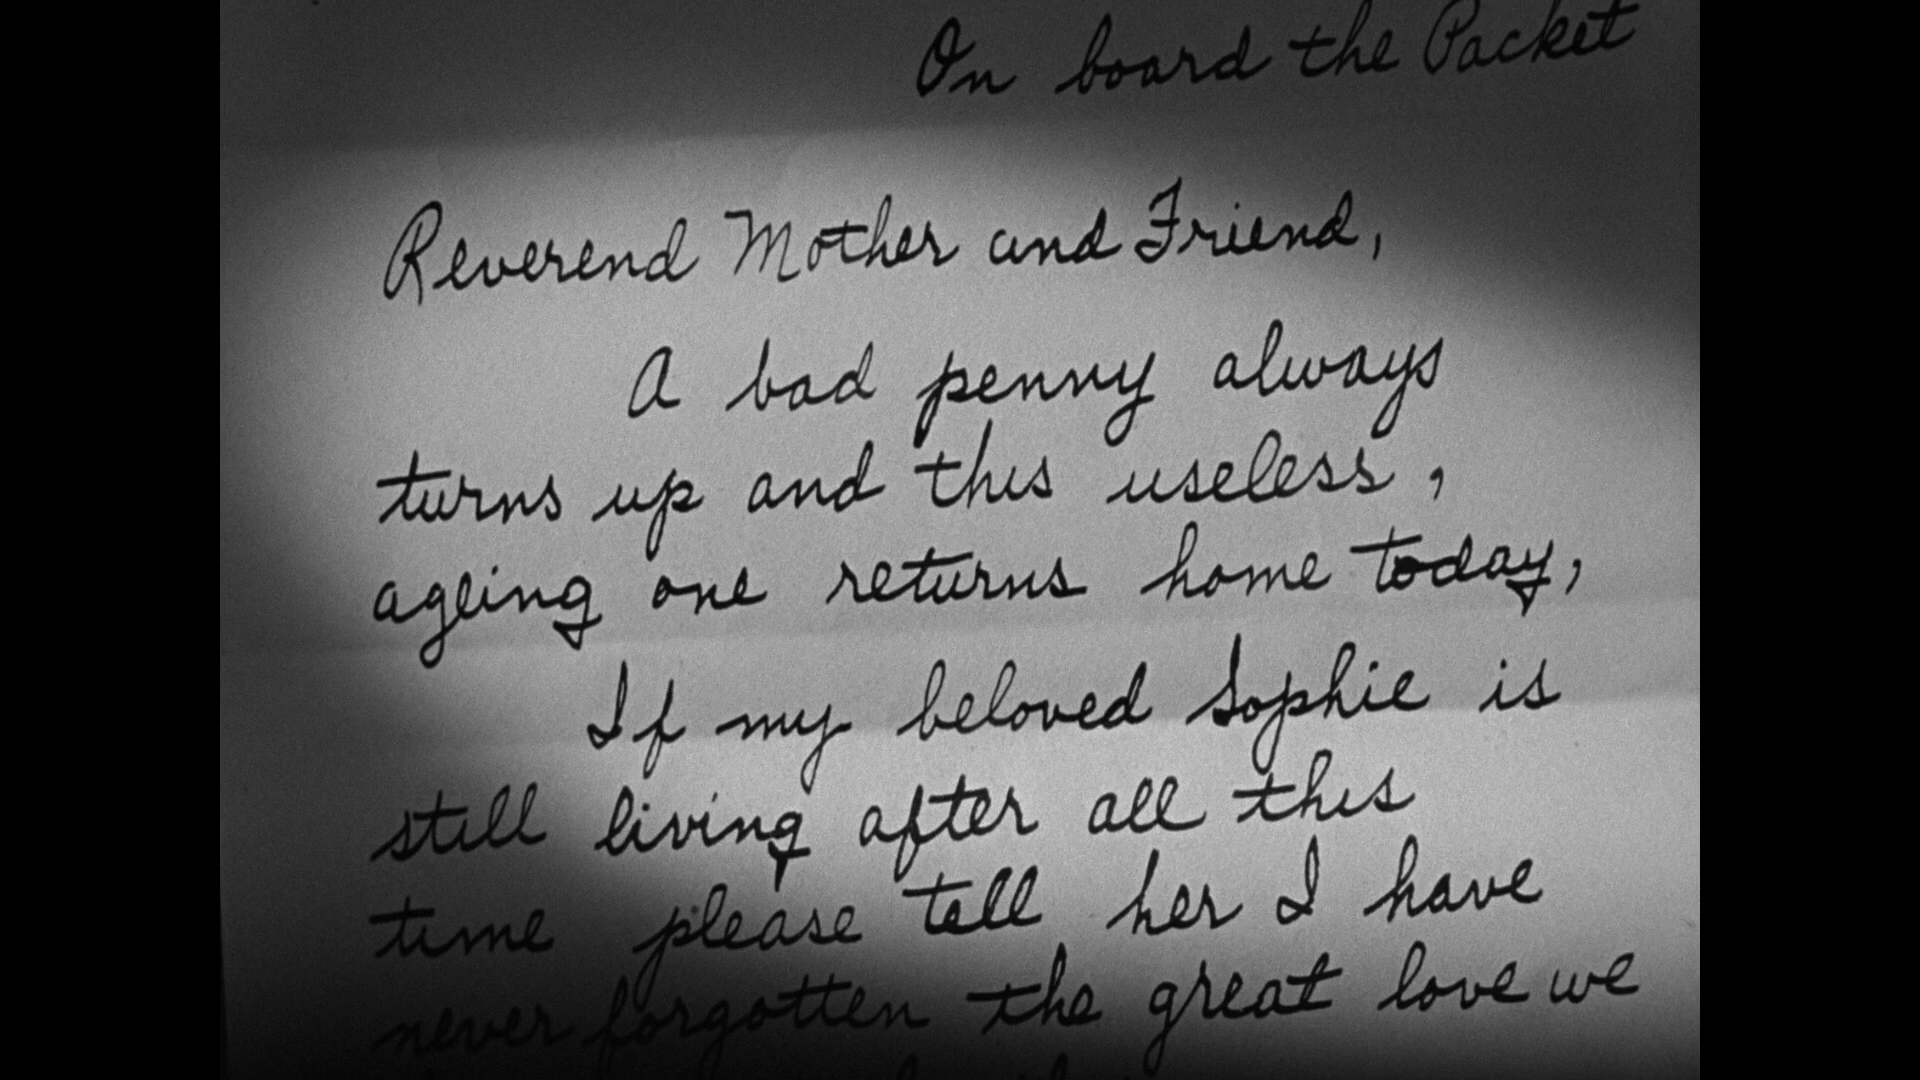 On board the Packet
Reverend Mother and Friend,
A bad penny always
turns up and this useless,
ageing one returns home today,
If my beloved Sophie is
still living after all this
time please tell her I have
never forgotten the great love we